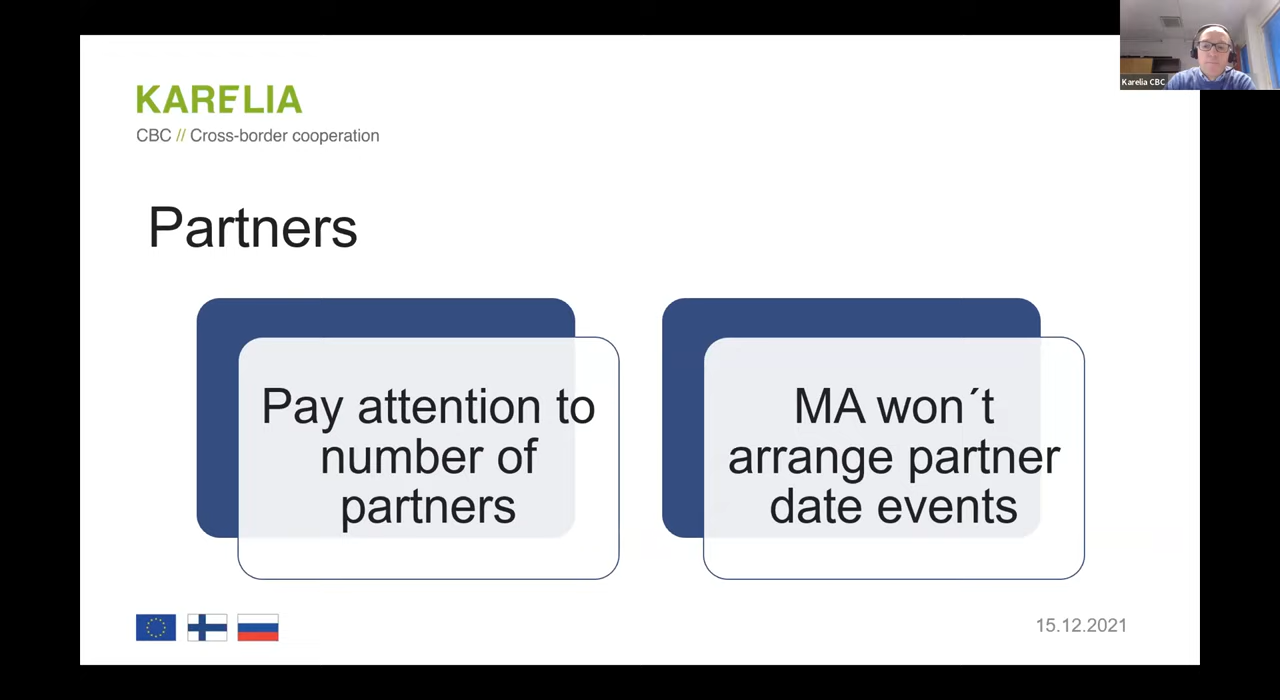 KARELIA
CBC // Cross-border cooperation
Karelia CBC
Partners
Pay attention to
number of
partners
MA won´t
arrange partner
date events
15.12.2021